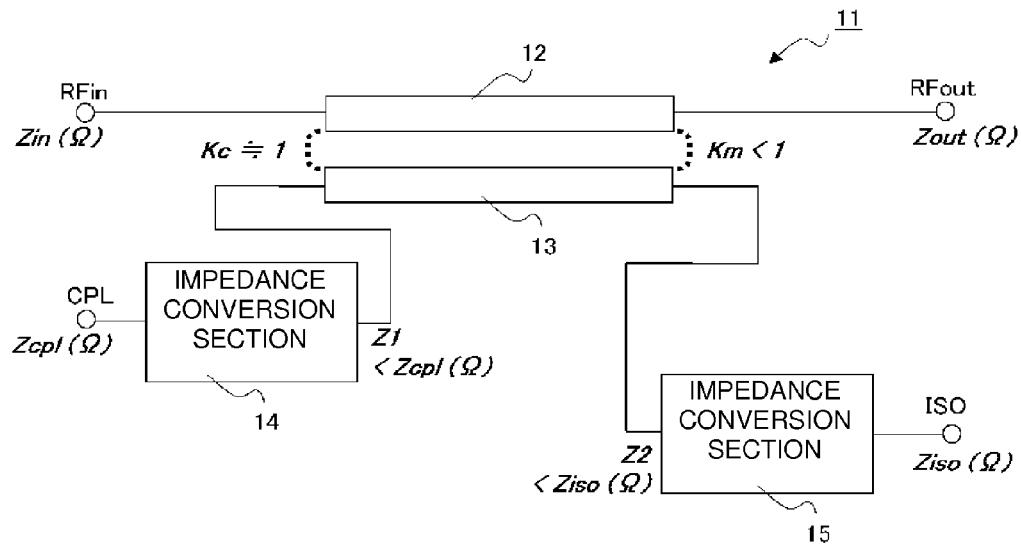 11
12
RFin
RFout
Zin (Ω)
Zout (Ω)
Kc ≒ 1
Km < 1
13
IMPEDANCE
CONVERSION
SECTION
CPL
Zcpl (Ω)
Z1
< Zcpl (Ω)
14
IMPEDANCE
CONVERSION
SECTION
ISO
Z2
< Ziso (Ω)
Ziso (Ω)
15